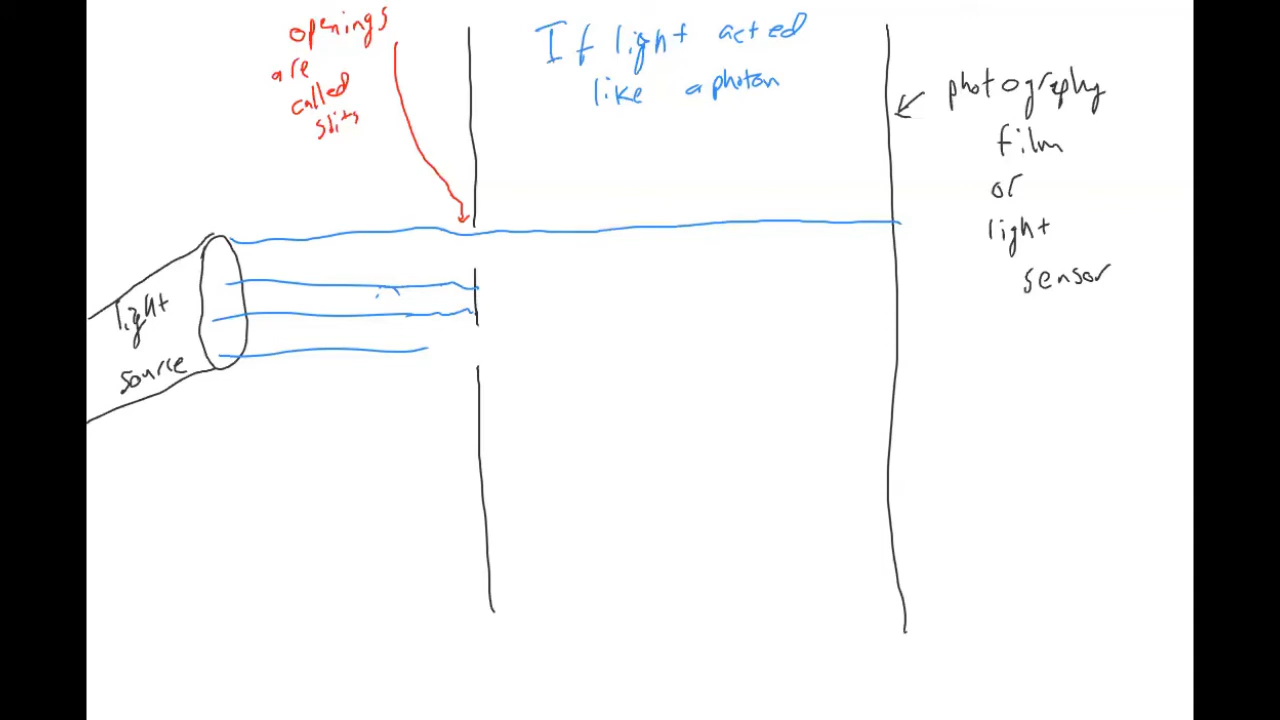 openings
are
called
slits
If light acted
like a photon
photography
film
or
light
sensor
light
source